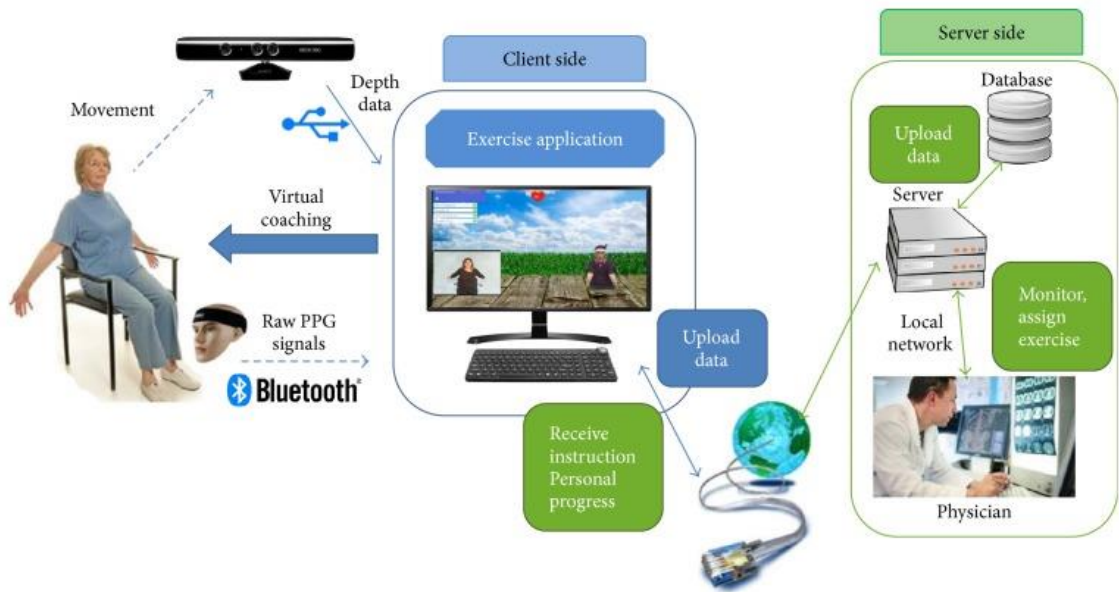 Movement
Depth
data
Virtual
coaching
Raw PPG
signals
Bluetooth®
Client side
Exercise application
Upload
data
Receive
instruction
Personal
progress
Server side
Database
Upload
data
Server
Local
network
Monitor,
assign
exercise
Physician